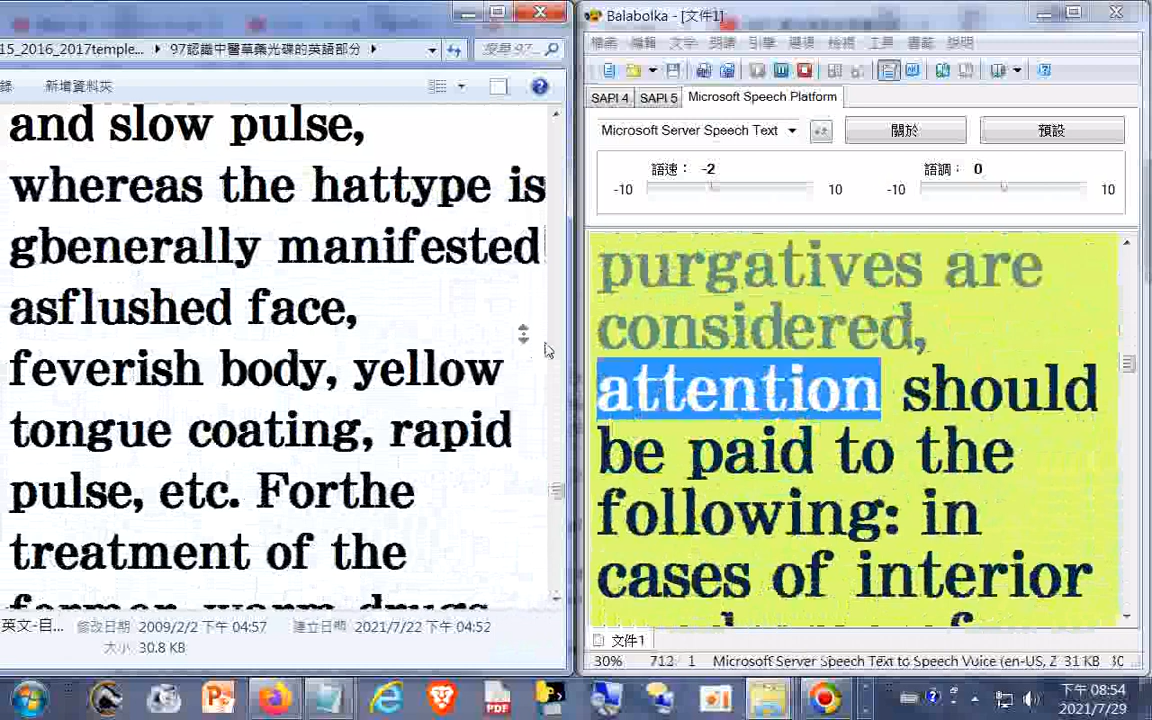 15_2016_2017temple...
97認識中醫草藥光碟的英語部分
搜尋 97...
錄
新增資料夾
and slow pulse,
whereas the hattype is
gbenerally manifested
asflushed face,
feverish body, yellow
tongue coating, rapid
pulse, etc. Forthe
treatment of the
former, warm drugs
英文-自...
修改日期 2009/2/2 下午 04:57
建立日期 2021/7/22 下午 04:52
大小 30.8 KB
Balabolka - [文件1]
檔案 編輯 文字 朗讀 引擎 選項 檢視 工具 書籤 說明
SAPI 4 SAPI 5 Microsoft Speech Platform
Microsoft Server Speech Text
關於
預設
語速: -2
語調: 0
-10 10 -10 10
purgatives are
considered,
attention should
be paid to the
following: in
cases of interior
文件1
30% 712 1 Microsoft Server Speech Text to Speech Voice (en-US, Z 31 KB
下午 08:54
2021/7/29